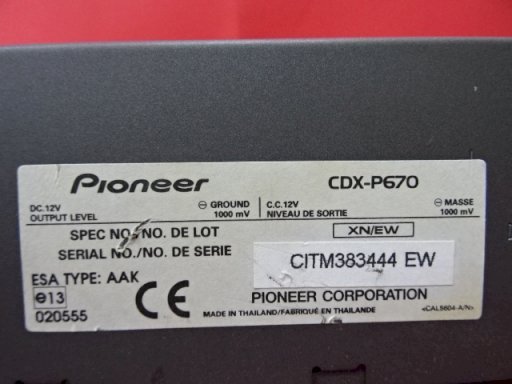 Pioneer CDX-P670
DC.12V ⊖ GROUND C.C.12V ⊖ MASSE
OUTPUT LEVEL 1000 mV NIVEAU DE SORTIE 1000 mV
SPEC NO./NO. DE LOT XN/EW
SERIAL NO./NO. DE SERIE CITM383444 EW
ESA TYPE: AAK
e13 CE PIONEER CORPORATION
020555 MADE IN THAILAND/FABRIQUÉ EN THAILANDE <CAL5604-A/N>